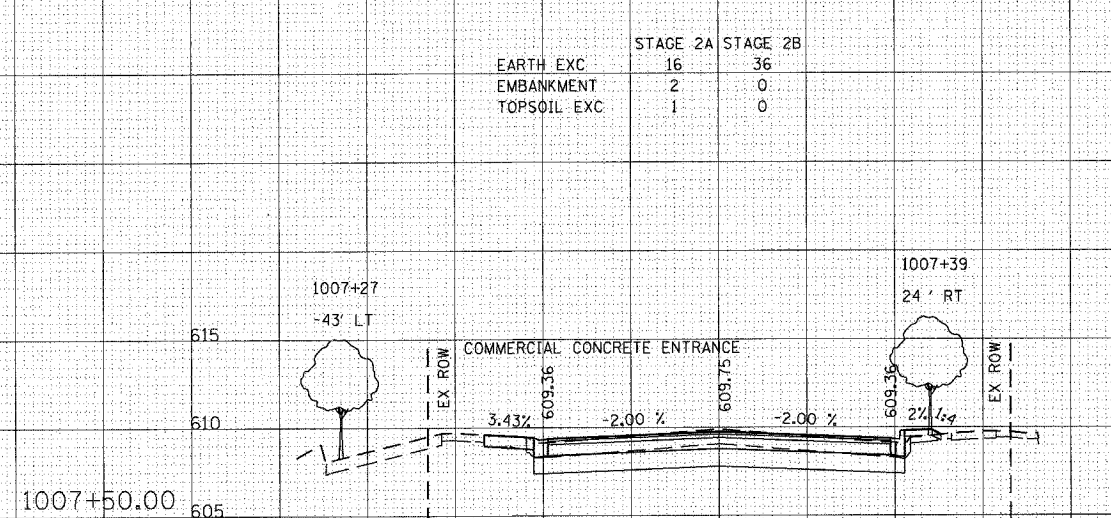 STAGE 2A STAGE 2B
EARTH EXC 16 36
EMBANKMENT 2 0
TOPSOIL EXC 1 0
1007+27
-43' LT
1007+39
24 ' RT
615
COMMERCIAL CONCRETE ENTRANCE
EX ROW
609.36
609.75
609.36
EX ROW
610
3.43%
-2.00 %
-2.00 %
2%
1:4
1007+50.00
605